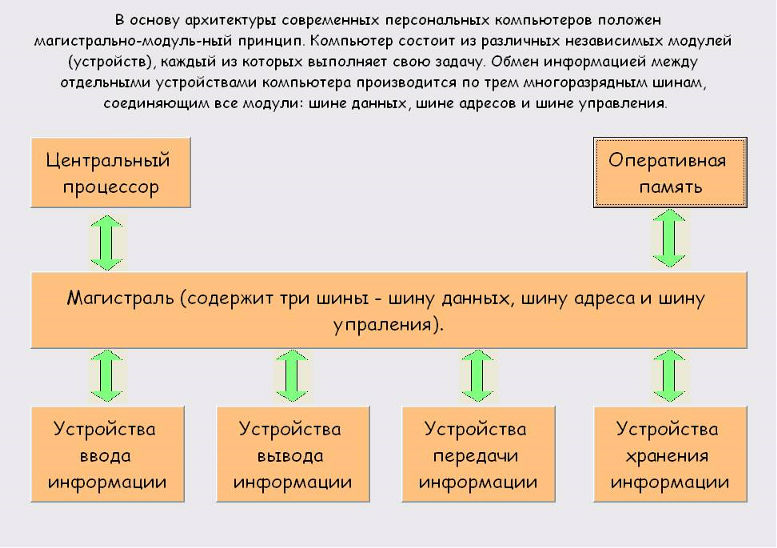 В основу архитектуры современных персональных компьютеров положен
магистрально-модуль-ный принцип. Компьютер состоит из различных независимых модулей
(устройств), каждый из которых выполняет свою задачу. Обмен информацией между
отдельными устройствами компьютера производится по трем многоразрядным шинам,
соединяющим все модули: шине данных, шине адресов и шине управления.
Центральный
процессор
Оперативная
память
Магистраль (содержит три шины - шину данных, шину адреса и шину
упраления).
Устройства
ввода
информации
Устройства
вывода
информации
Устройства
передачи
информации
Устройства
хранения
информации